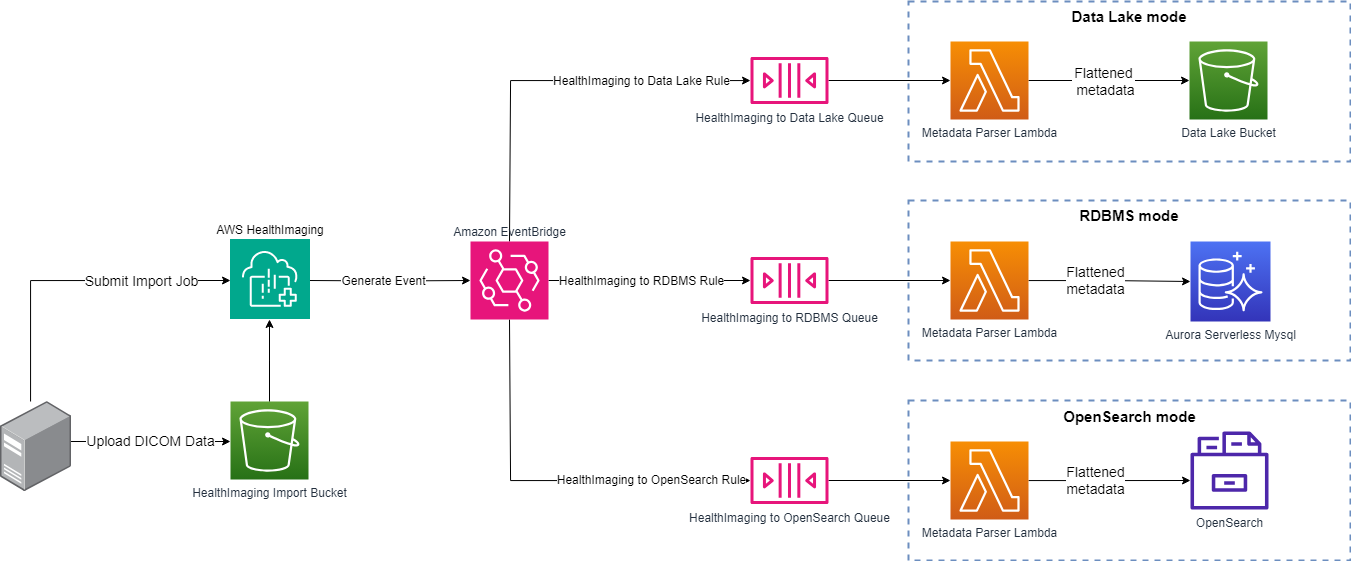 Data Lake mode
HealthImaging to Data Lake Rule
HealthImaging to Data Lake Queue
Metadata Parser Lambda
Flattened
metadata
Data Lake Bucket
RDBMS mode
AWS HealthImaging
Amazon EventBridge
Submit Import Job
Generate Event
HealthImaging to RDBMS Rule
HealthImaging to RDBMS Queue
Metadata Parser Lambda
Flattened
metadata
Aurora Serverless Mysql
OpenSearch mode
Upload DICOM Data
HealthImaging Import Bucket
HealthImaging to OpenSearch Rule
HealthImaging to OpenSearch Queue
Metadata Parser Lambda
Flattened
metadata
OpenSearch